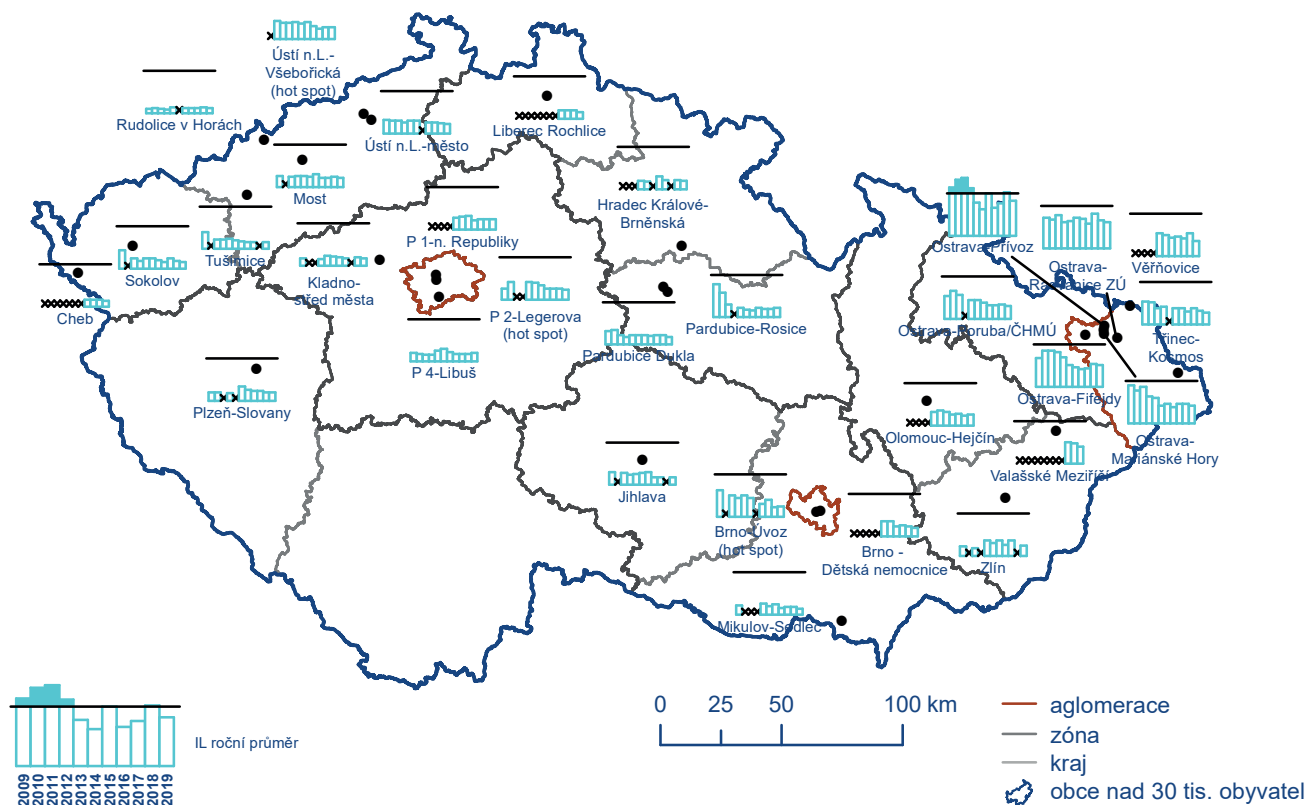 Ústí n.L.-
Všebořická
(hot spot)
Rudolice v Horách
Ústí n.L.-město
Liberec Rochlice
Most
Hradec Králové-
Brněnská
P 1-n. Republiky
Tušimice
Sokolov
Kladno-
střed města
Cheb
P 2-Legerova
(hot spot)
Pardubice-Rosice
Pardubice Dukla
P 4-Libuš
Plzeň-Slovany
Ostrava-Přívoz
Ostrava-
Radvanice ZÚ
Věřňovice
Ostrava-Poruba/ČHMÚ
Třinec-
Kosmos
Ostrava-Fifejdy
Ostrava-
Mariánské Hory
Olomouc-Hejčín
Valašské Meziříčí
Jihlava
Brno-Úvoz
(hot spot)
Brno -
Dětská nemocnice
Zlín
Mikulov-Sedlec
IL roční průměr
2009
2010
2011
2012
2013
2014
2015
2016
2017
2018
2019
0 25 50 100 km
aglomerace
zóna
kraj
obce nad 30 tis. obyvatel